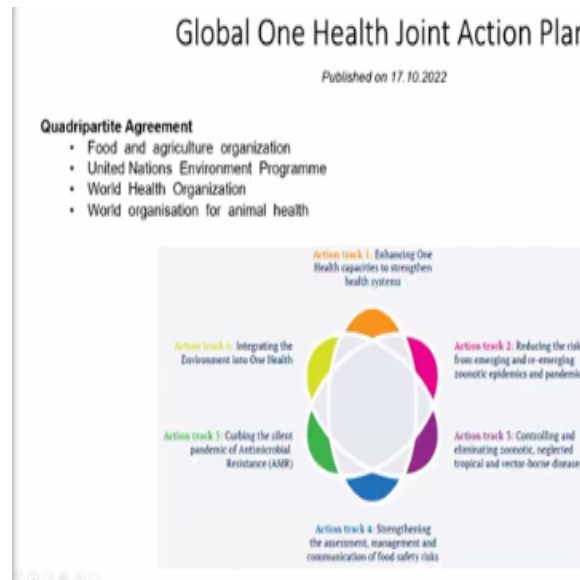 Global One Health Joint Action Plan
Published on 17.10.2022
Quadripartite Agreement
• Food and agriculture organization
• United Nations Environment Programme
• World Health Organization
• World organisation for animal health
Action track 1: Enhancing One
Health capacities to strengthen
health systems
Action track 6: Integrating the
Environment into One Health
Action track 2: Reducing the risk
from emerging and re-emerging
zoonotic epidemics and pandemic
Action track 5: Curbing the silent
pandemic of Antimicrobial
Resistance (AMR)
Action track 3: Controlling and
eliminating zoonotic, neglected
tropical and vector-borne disease
Action track 4: Strengthening
the assessment, management and
communication of food safety risks